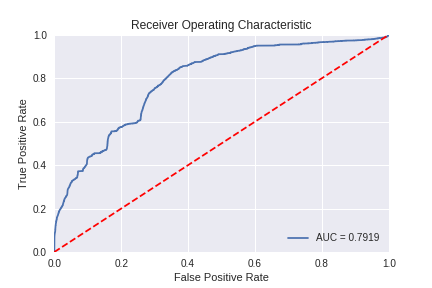 Receiver Operating Characteristic
True Positive Rate
1.0
0.8
0.6
0.4
0.2
0.0
AUC = 0.7919
0.0 0.2 0.4 0.6 0.8 1.0
False Positive Rate